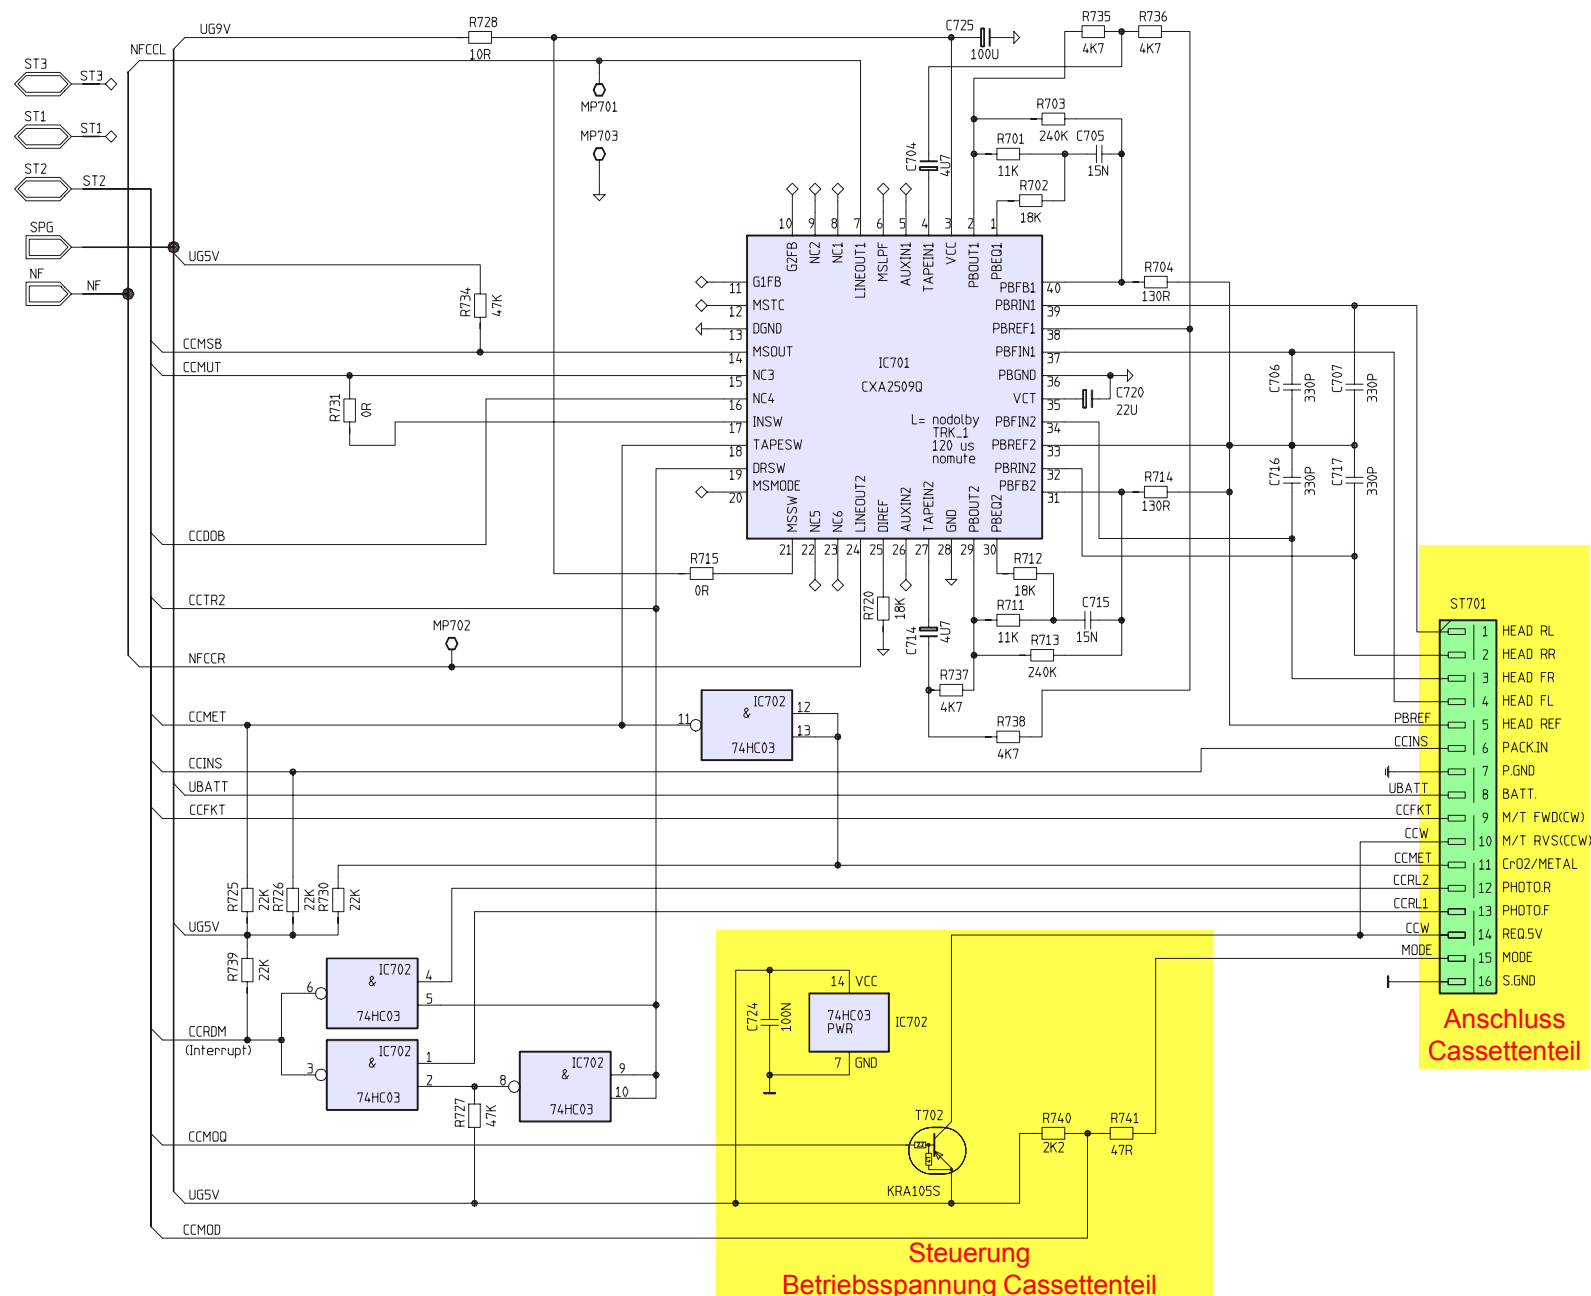 UG9V
R728
10R
C725
100U
R735
4K7
R736
4K7
NFCCL
ST3
ST3
MP701
R703
240K
ST1
ST1
MP703
C704
4U7
R701
11K
C705
15N
ST2
ST2
R702
18K
SPG
UG5V
NF
NF
R734
47K
10
9
8
7
6
5
4
3
2
1
G2FB
NC2
NC1
LINEOUT1
MSLPF
AUXIN1
TAPEIN1
VCC
PBOUT1
PBEQ1
G1FB
11
MSTC
12
DGND
13
MSOUT
14
NC3
15
NC4
16
INSW
17
TAPESW
18
DRSW
19
MSMODE
20
IC701
CXA2509Q
L= nodolby
TRK_1
120 us
nomute
PBFB1
40
PBRIN1
39
PBREF1
38
PBFIN1
37
PBGND
36
VCT
35
PBFIN2
34
PBREF2
33
PBRIN2
32
PBFB2
31
MSSW
NC5
NC6
LINEOUT2
DIREF
AUXIN2
TAPEIN2
GND
PBOUT2
PBEQ2
21
22
23
24
25
26
27
28
29
30
R704
130R
C706
330P
C707
330P
C720
22U
C716
330P
C717
330P
R714
130R
CCMSB
CCMUT
R731
0R
CCDOB
R715
0R
R720
18K
C714
4U7
R712
18K
R711
11K
C715
15N
R713
240K
CCTR2
MP702
NFCCR
R737
4K7
R738
4K7
CCMET
11
IC702
&
74HC03
12
13
CCINS
UBATT
CCFKT
ST701
1 HEAD RL
2 HEAD RR
3 HEAD FR
4 HEAD FL
PBREF 5 HEAD REF
CCINS 6 PACK.IN
7 P.GND
UBATT 8 BATT.
CCFKT 9 M/T FWD(CW)
CCW 10 M/T RVS(CCW)
CCMET 11 CrO2/METAL
CCRL2 12 PHOTO.R
CCRL1 13 PHOTO.F
CCW 14 REQ.5V
MODE 15 MODE
16 S.GND
Anschluss
Cassettenteil
R725
22K
R726
22K
R730
22K
UG5V
R739
22K
6
IC702
&
74HC03
4
5
CCRDM
(Interrupt)
3
IC702
&
74HC03
1
2
8
IC702
&
74HC03
9
10
R727
47K
C724
100N
14 VCC
74HC03
PWR
IC702
7 GND
CCMOQ
T702
22
47
KRA105S
R740
2K2
R741
47R
UG5V
CCMOD
Steuerung
Betriebsspannung Cassettenteil